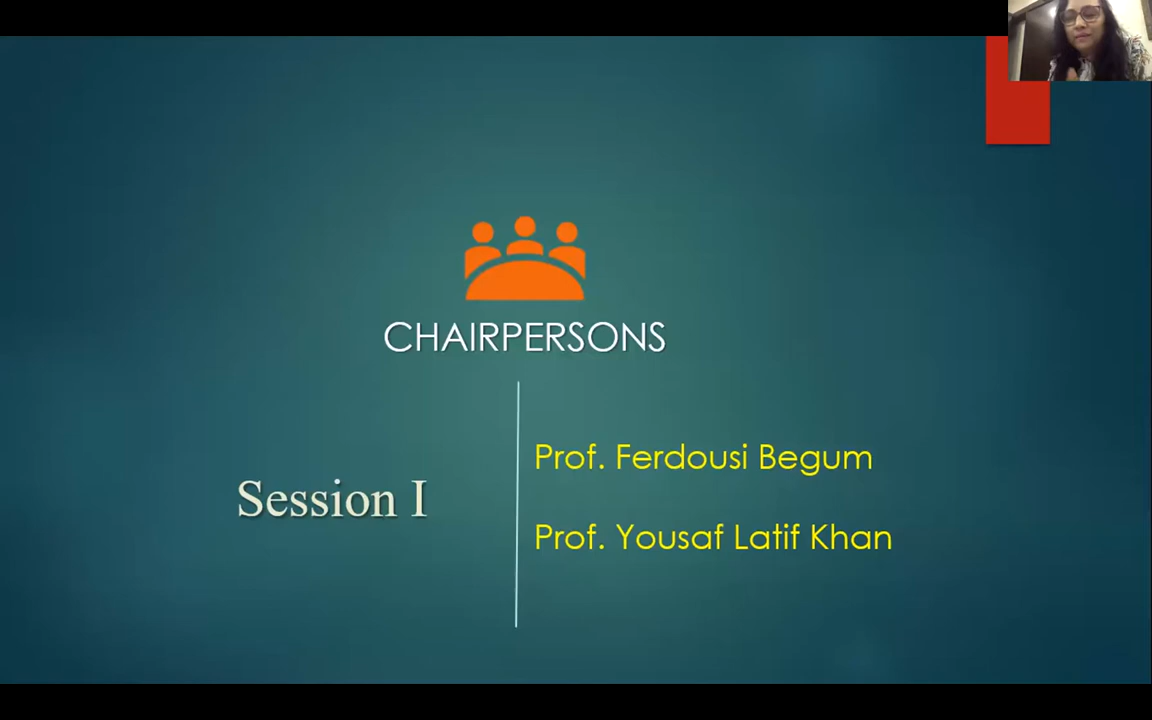 CHAIRPERSONS
Session I
Prof. Ferdousi Begum
Prof. Yousaf Latif Khan